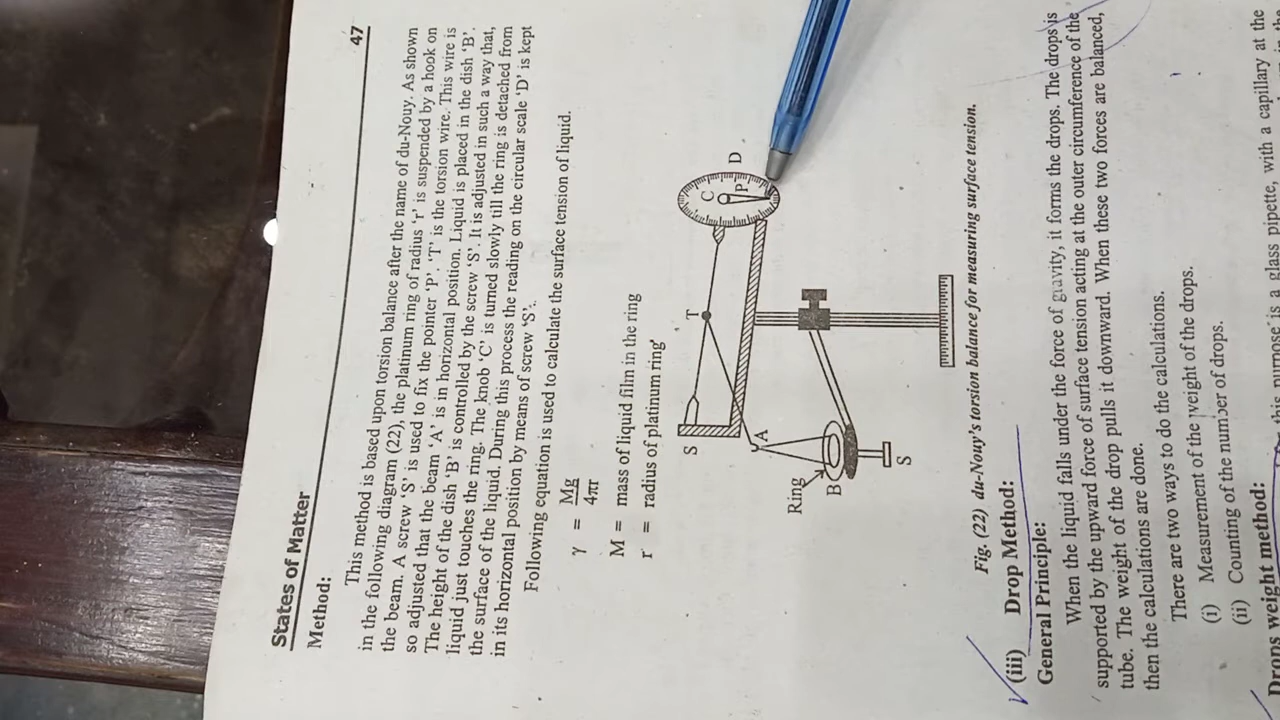 States of Matter 47
Method:
This method is based upon torsion balance after the name of du-Nouy. As shown
in the following diagram (22), the platinum ring of radius 'r' is suspended by a hook on
the beam. A screw 'S' is used to fix the pointer 'P'. 'T' is the torsion wire. This wire is
so adjusted that the beam 'A' is in horizontal position. Liquid is placed in the dish 'B'.
The height of the dish 'B' is controlled by the screw 'S'. It is adjusted in such a way that,
liquid just touches the ring. The knob 'C' is turned slowly till the ring is detached from
the surface of the liquid. During this process the reading on the circular scale 'D' is kept
in its horizontal position by means of screw 'S'.
Following equation is used to calculate the surface tension of liquid.
γ = Mg
4πr
M = mass of liquid film in the ring
r = radius of platinum ring
S
T
C
P
D
A
Ring
B
S
Fig. (22) du-Nouy's torsion balance for measuring surface tension.
(iii) Drop Method:
General Principle:
When the liquid falls under the force of gravity, it forms the drops. The drops is
supported by the upward force of surface tension acting at the outer circumference of the
tube. The weight of the drop pulls it downward. When these two forces are balanced,
then the calculations are done.
There are two ways to do the calculations.
(i) Measurement of the weight of the drops.
(ii) Counting of the number of drops.
Drops weight method:
this purpose a glass pipette, with a capillary at the